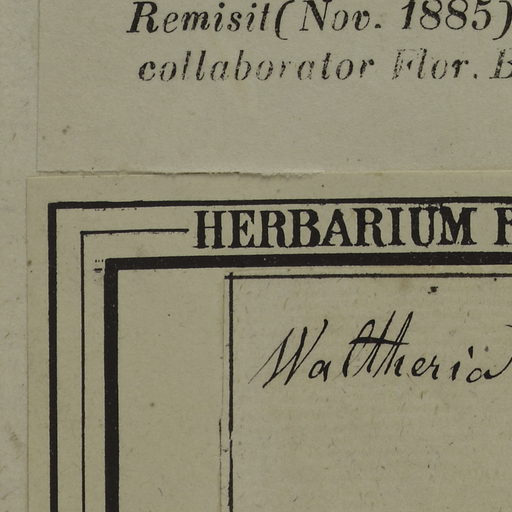 Remisit (Nov. 1885)
collaborator Flor. B
HERBARIUM
Waltheria